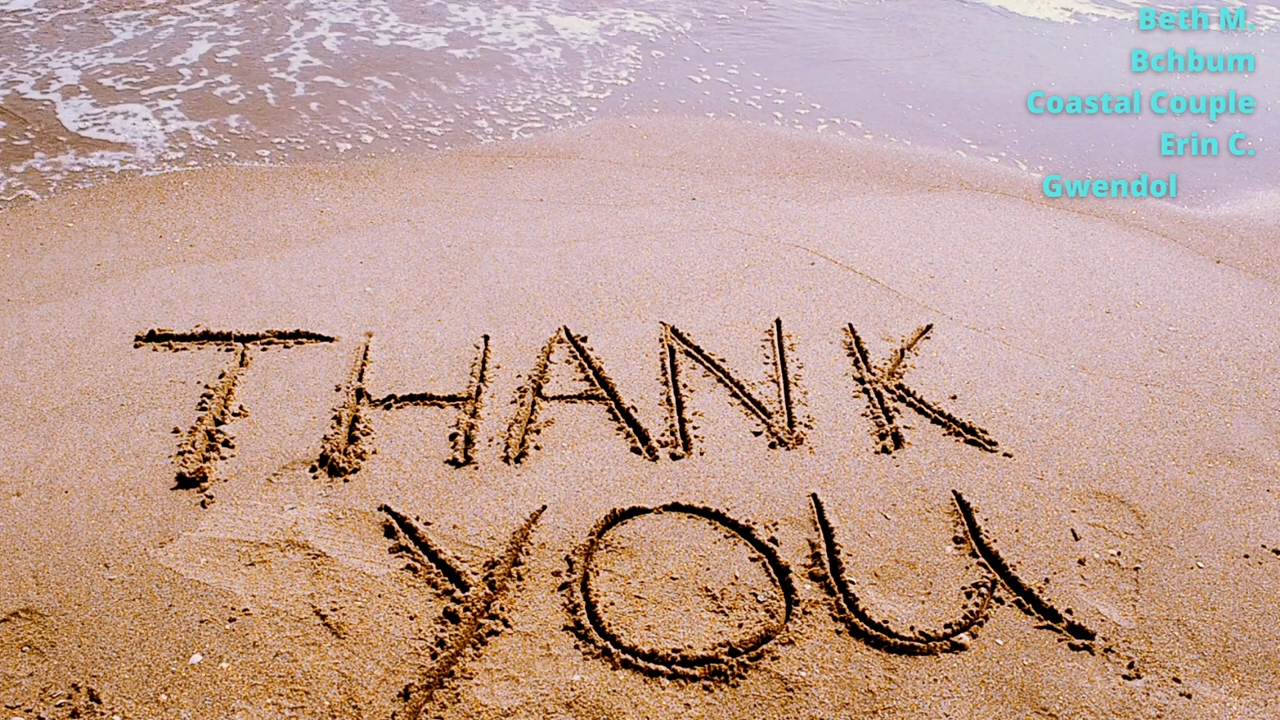 Beth M.
Bchbum
Coastal Couple
Erin C.
Gwendol
THANK
YOU